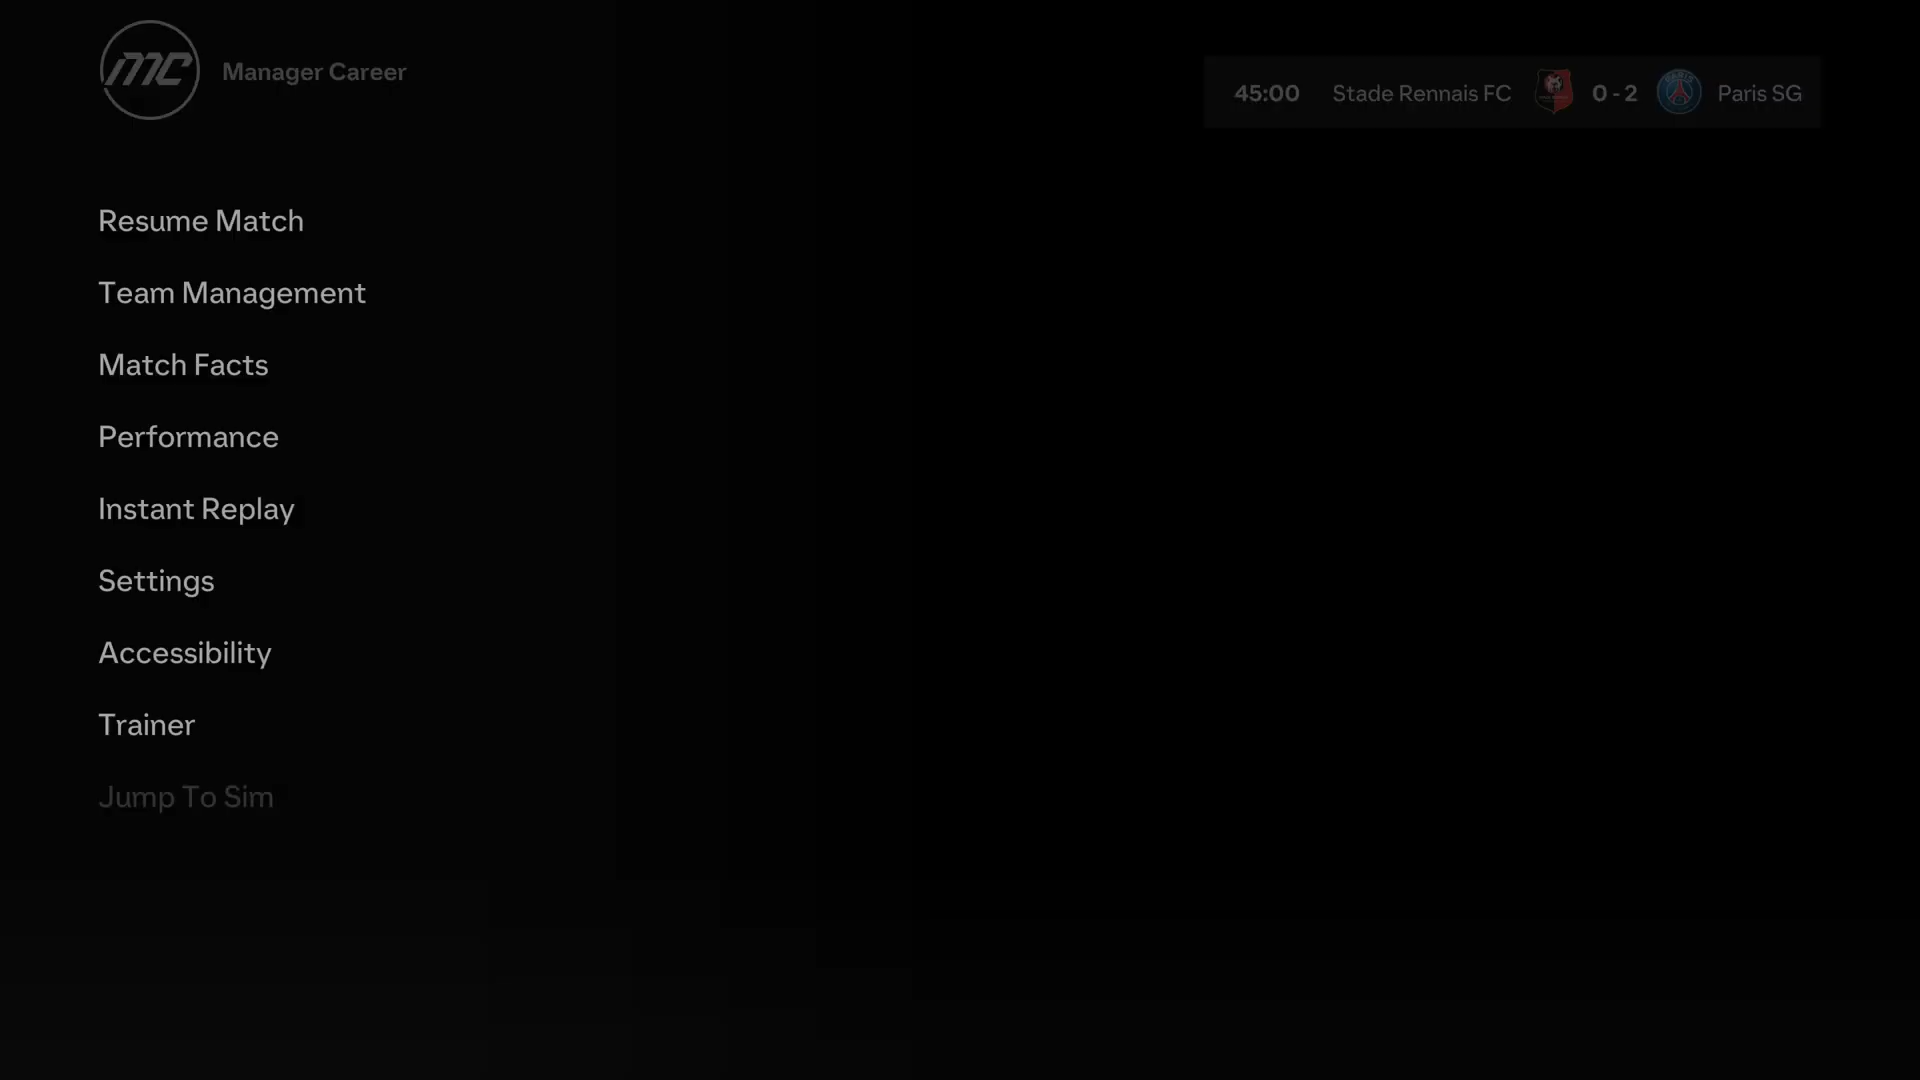 MC Manager Career
45:00 Stade Rennais FC 0 - 2 Paris SG
Resume Match
Team Management
Match Facts
Performance
Instant Replay
Settings
Accessibility
Trainer
Jump To Sim